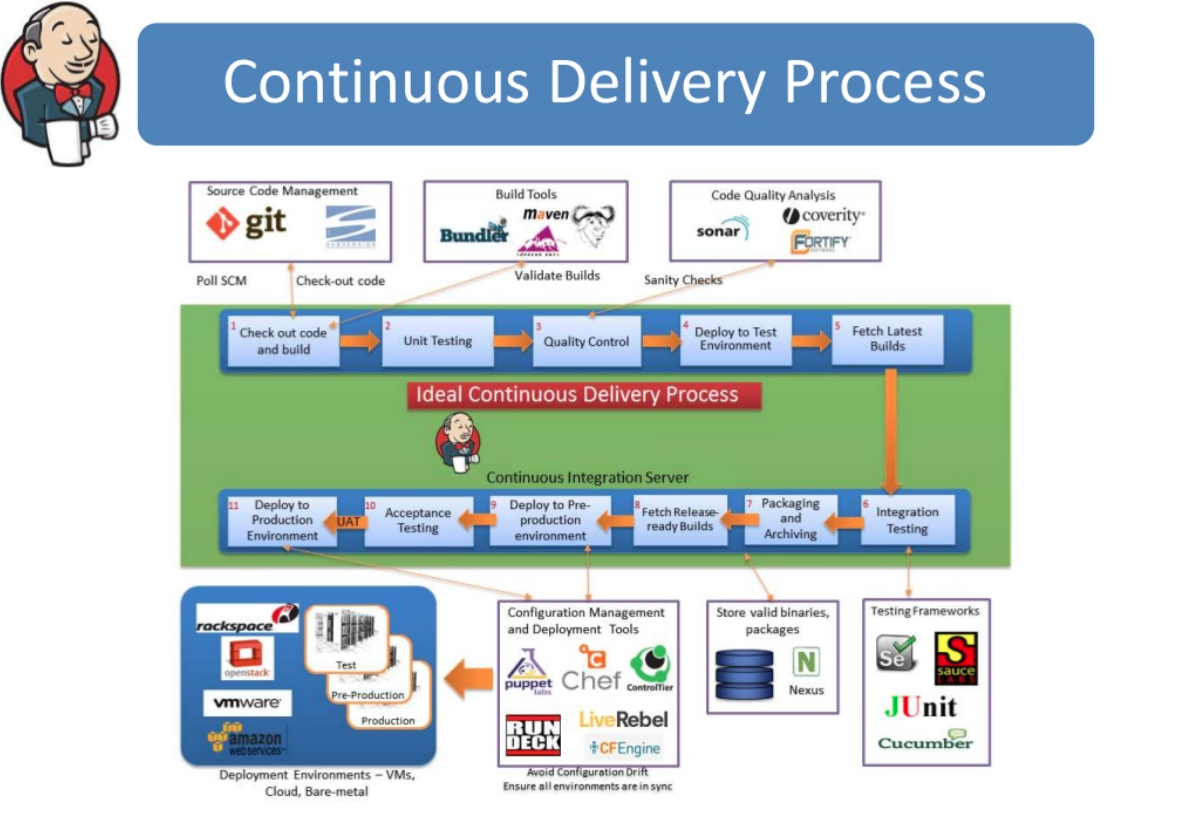 Continuous Delivery Process
Source Code Management
git
SUBVERSION
Build Tools
maven
Bundler
APACHE ANT
Code Quality Analysis
sonar
coverity
FORTIFY
SOFTWARE
Poll SCM
Check-out code
Validate Builds
Sanity Checks
1
Check out code
and build
2
Unit Testing
3
Quality Control
4
Deploy to Test
Environment
5
Fetch Latest
Builds
Ideal Continuous Delivery Process
Continuous Integration Server
11
Deploy to
Production
Environment
UAT
10
Acceptance
Testing
9
Deploy to Pre-
production
environment
8
Fetch Release-
ready Builds
7
Packaging
and
Archiving
6
Integration
Testing
rackspace
openstack
vmware
amazon
webservices
Test
Pre-Production
Production
Deployment Environments – VMs,
Cloud, Bare-metal
Configuration Management
and Deployment Tools
puppet
labs
Chef
ControlTier
RUN
DECK
LiveRebel
CFEngine
Avoid Configuration Drift
Ensure all environments are in sync
Store valid binaries,
packages
N
Nexus
Testing Frameworks
Se
sauce
LABS
JUnit
Cucumber